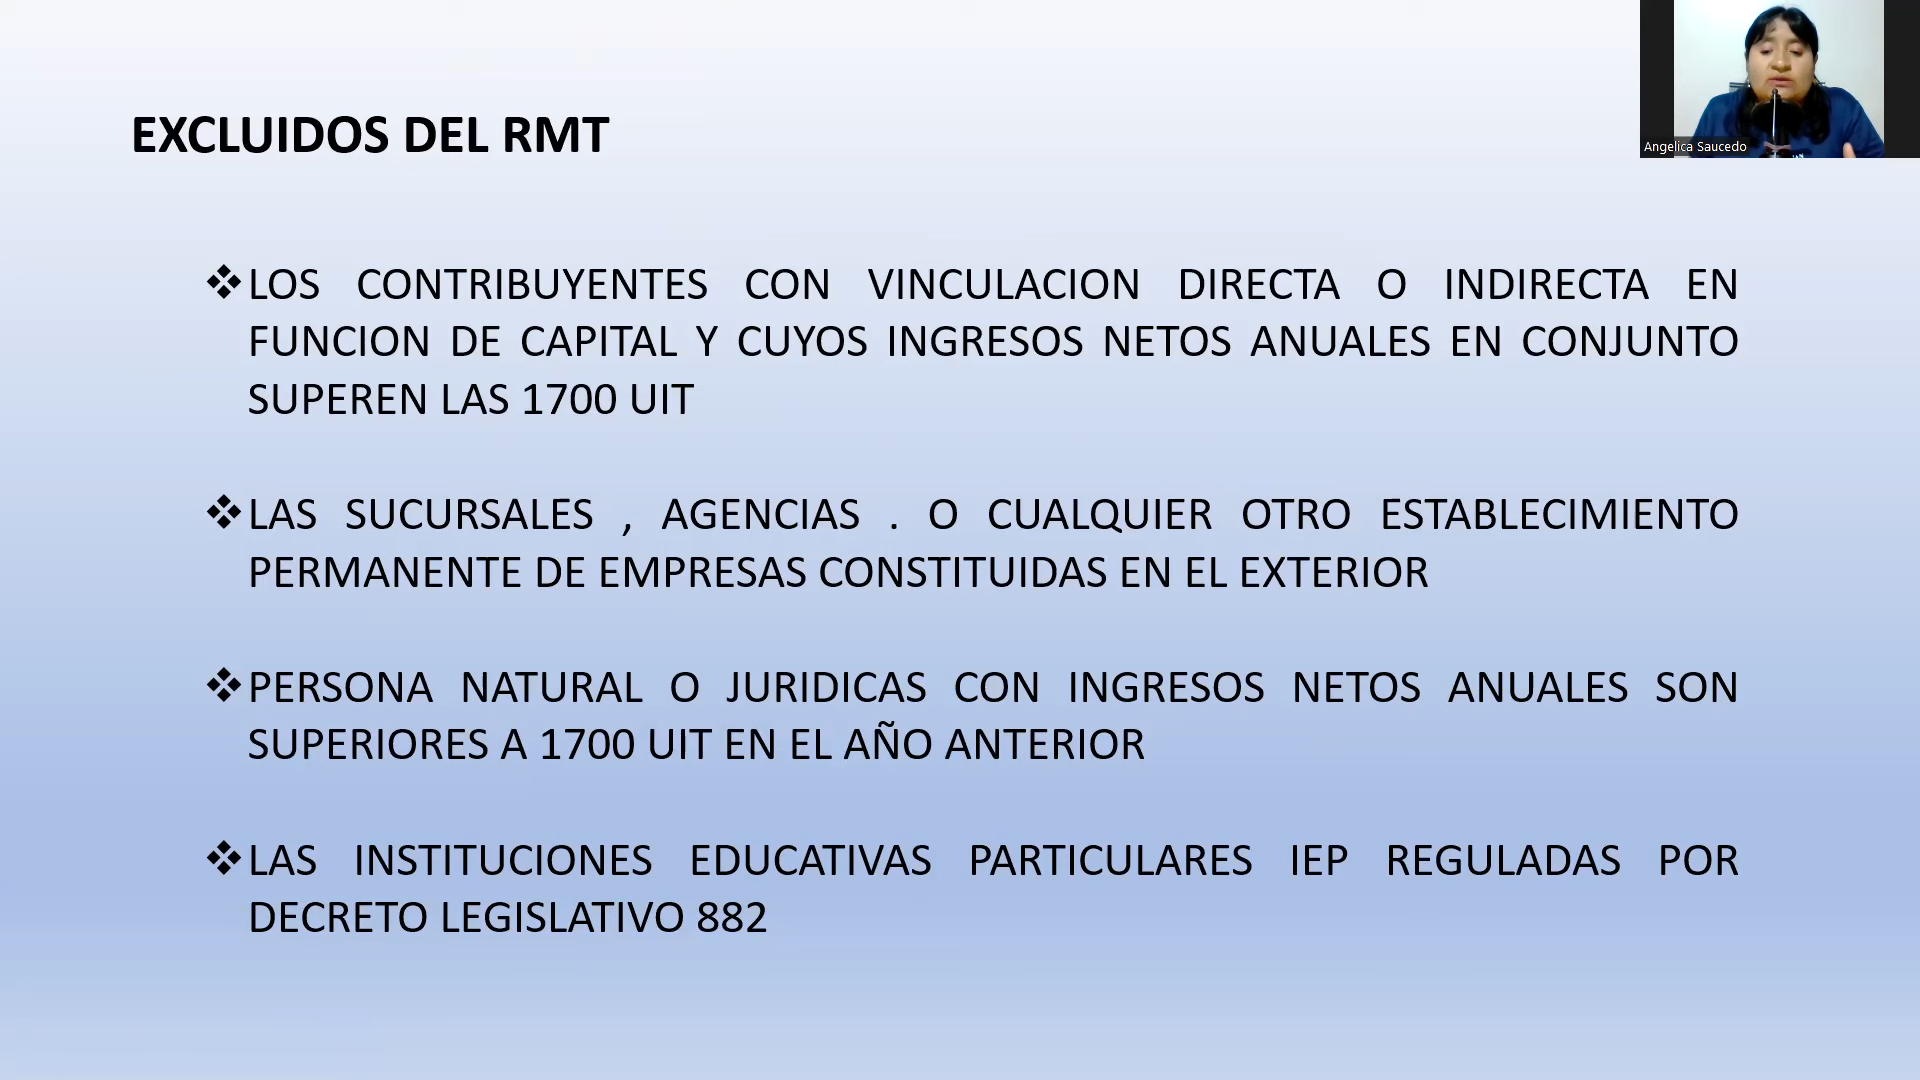 EXCLUIDOS DEL RMT
Angelica Saucedo
❖LOS CONTRIBUYENTES CON VINCULACION DIRECTA O INDIRECTA EN
FUNCION DE CAPITAL Y CUYOS INGRESOS NETOS ANUALES EN CONJUNTO
SUPEREN LAS 1700 UIT
❖LAS SUCURSALES , AGENCIAS . O CUALQUIER OTRO ESTABLECIMIENTO
PERMANENTE DE EMPRESAS CONSTITUIDAS EN EL EXTERIOR
❖PERSONA NATURAL O JURIDICAS CON INGRESOS NETOS ANUALES SON
SUPERIORES A 1700 UIT EN EL AÑO ANTERIOR
❖LAS INSTITUCIONES EDUCATIVAS PARTICULARES IEP REGULADAS POR
DECRETO LEGISLATIVO 882